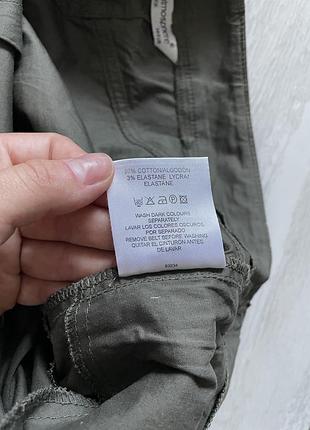 atmosphere
97% COTTON/ALGODÓN
3% ELASTANE LYCRA/
ELASTANE
WASH DARK COLOURS
SEPARATELY
LAVAR LOS COLORES OSCUROS
POR SEPARADO
REMOVE BELT BEFORE WASHING
QUITAR EL CINTURÓN ANTES
DE LAVAR